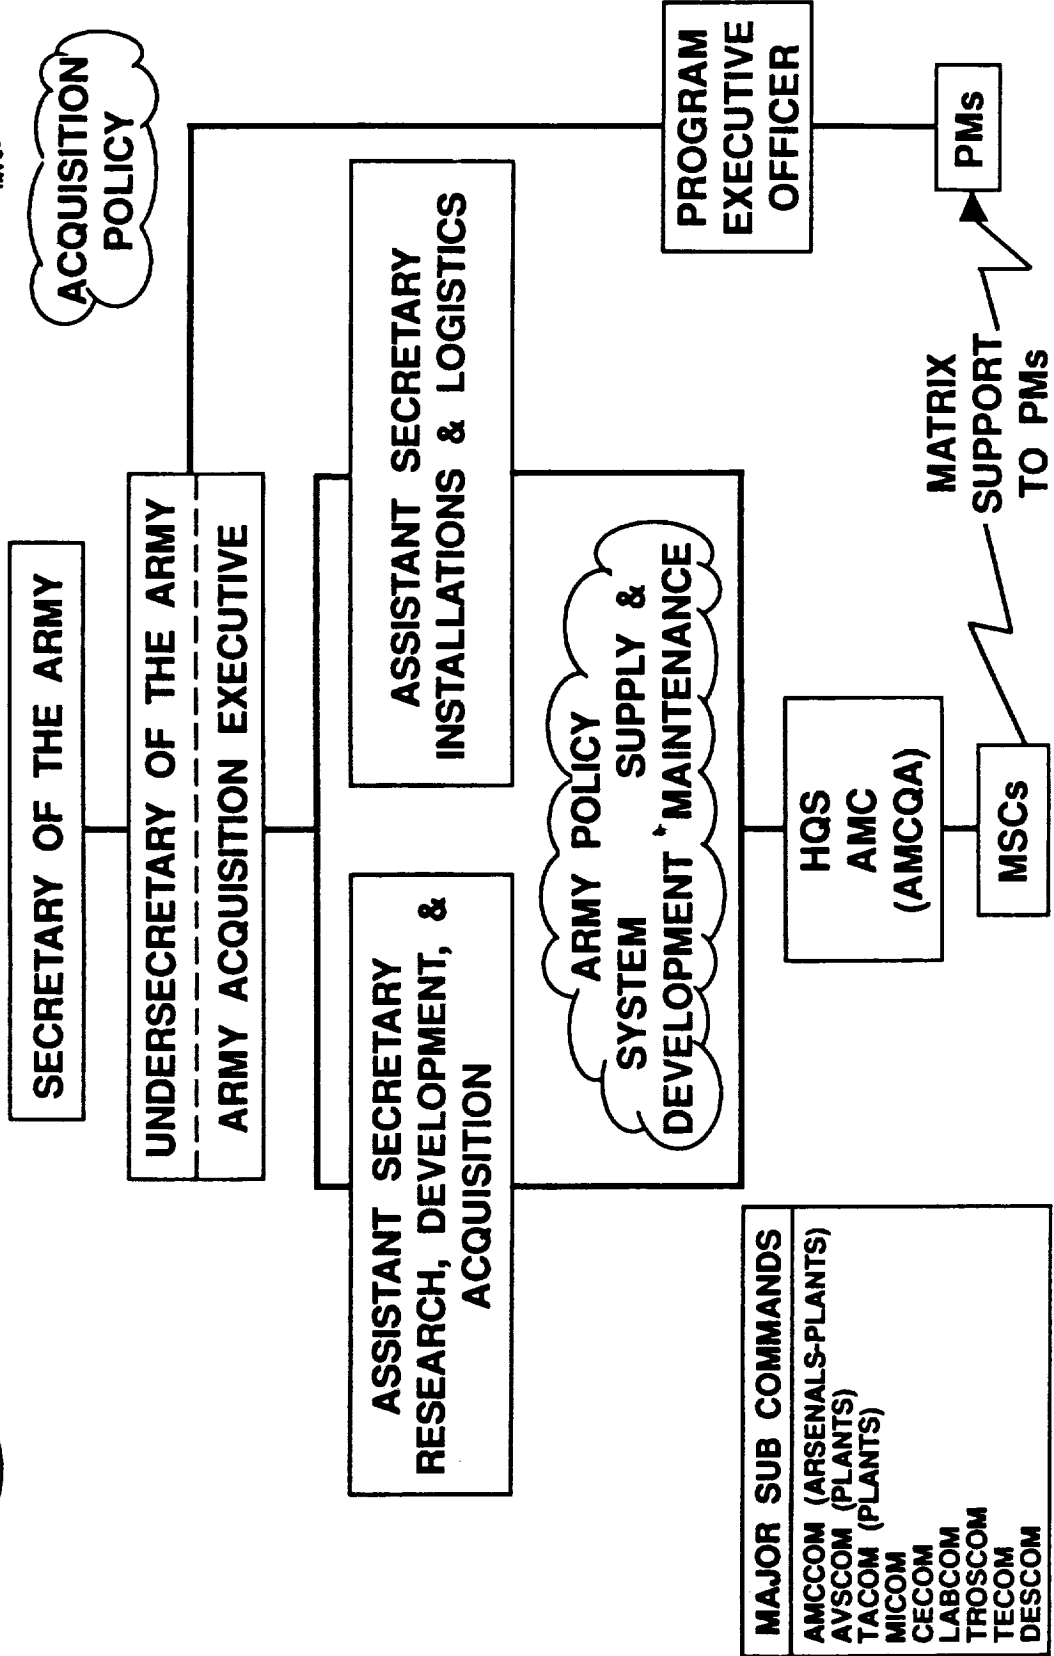 ACQUISITION
POLICY
SECRETARY OF THE ARMY
UNDERSECRETARY OF THE ARMY
ARMY ACQUISITION EXECUTIVE
ASSISTANT SECRETARY
RESEARCH, DEVELOPMENT, &
ACQUISITION
ASSISTANT SECRETARY
INSTALLATIONS & LOGISTICS
ARMY POLICY
SYSTEM SUPPLY &
DEVELOPMENT MAINTENANCE
PROGRAM
EXECUTIVE
OFFICER
HQS
AMC
(AMCQA)
MSCs
MATRIX
SUPPORT
TO PMs
PMs
MAJOR SUB COMMANDS
AMCCOM (ARSENALS-PLANTS)
AVSCOM (PLANTS)
TACOM (PLANTS)
MICOM
CECOM
LABCOM
TROSCOM
TECOM
DESCOM